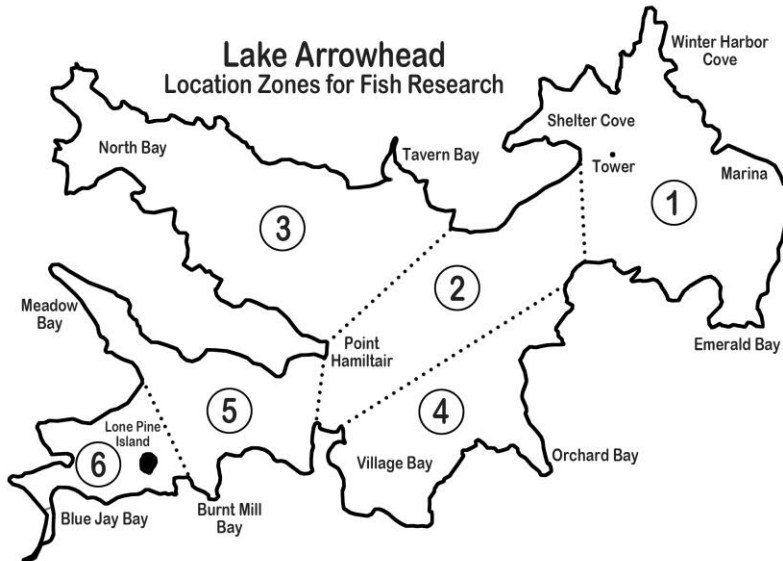 Lake Arrowhead
Location Zones for Fish Research
Winter Harbor
Cove
Shelter Cove
North Bay
Tavern Bay
Tower
Marina
1
3
2
Meadow
Bay
Point
Hamiltair
Emerald Bay
5
4
Lone Pine
Island
6
Village Bay
Orchard Bay
Blue Jay Bay
Burnt Mill
Bay